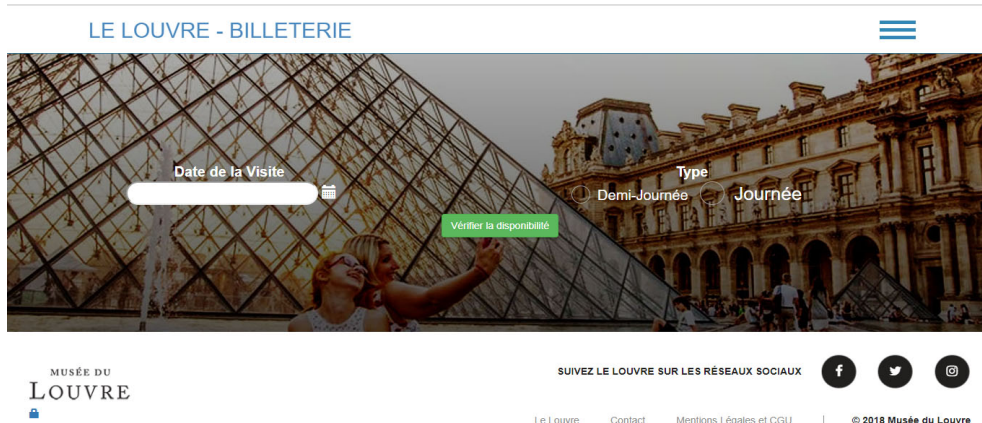 LE LOUVRE - BILLETERIE
Date de la Visite
Type
Demi-Journée Journée
Vérifier la disponibilité
MUSÉE DU
LOUVRE
SUIVEZ LE LOUVRE SUR LES RÉSEAUX SOCIAUX
Le Louvre Contact Mentions Légales et CGU | © 2018 Musée du Louvre